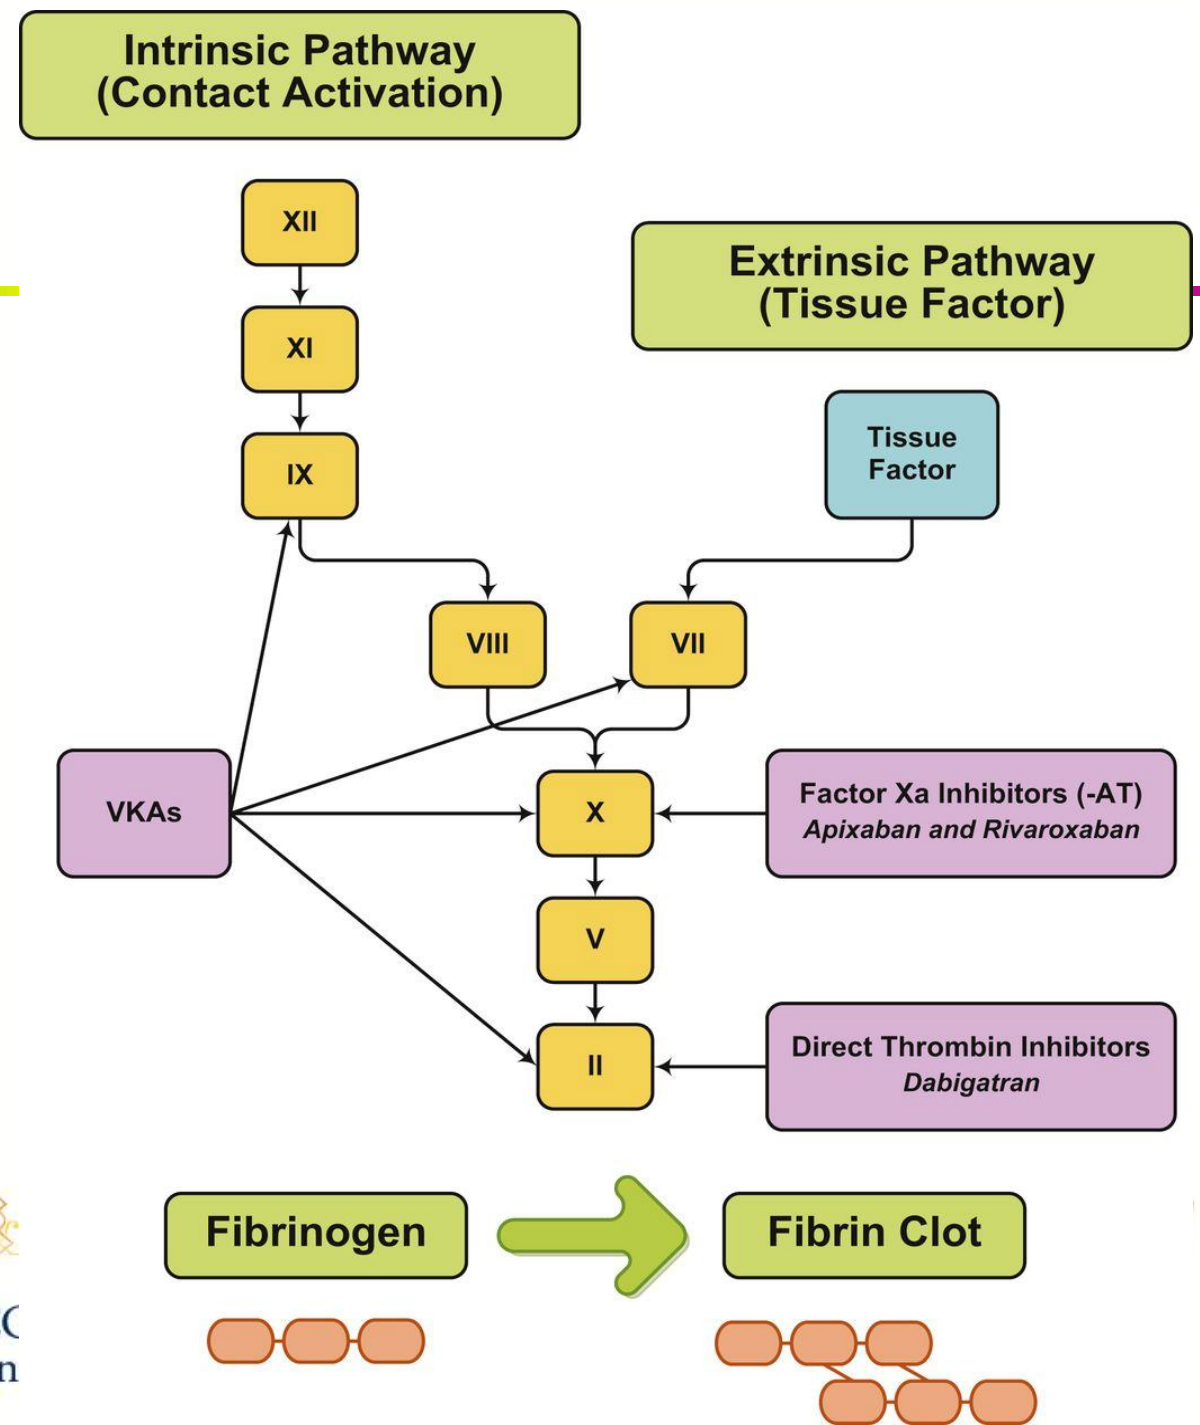 Intrinsic Pathway
(Contact Activation)
XII
Extrinsic Pathway
(Tissue Factor)
XI
Tissue
Factor
IX
VIII
VII
VKAs
X
Factor Xa Inhibitors (-AT)
Apixaban and Rivaroxaban
V
II
Direct Thrombin Inhibitors
Dabigatran
Fibrinogen
Fibrin Clot